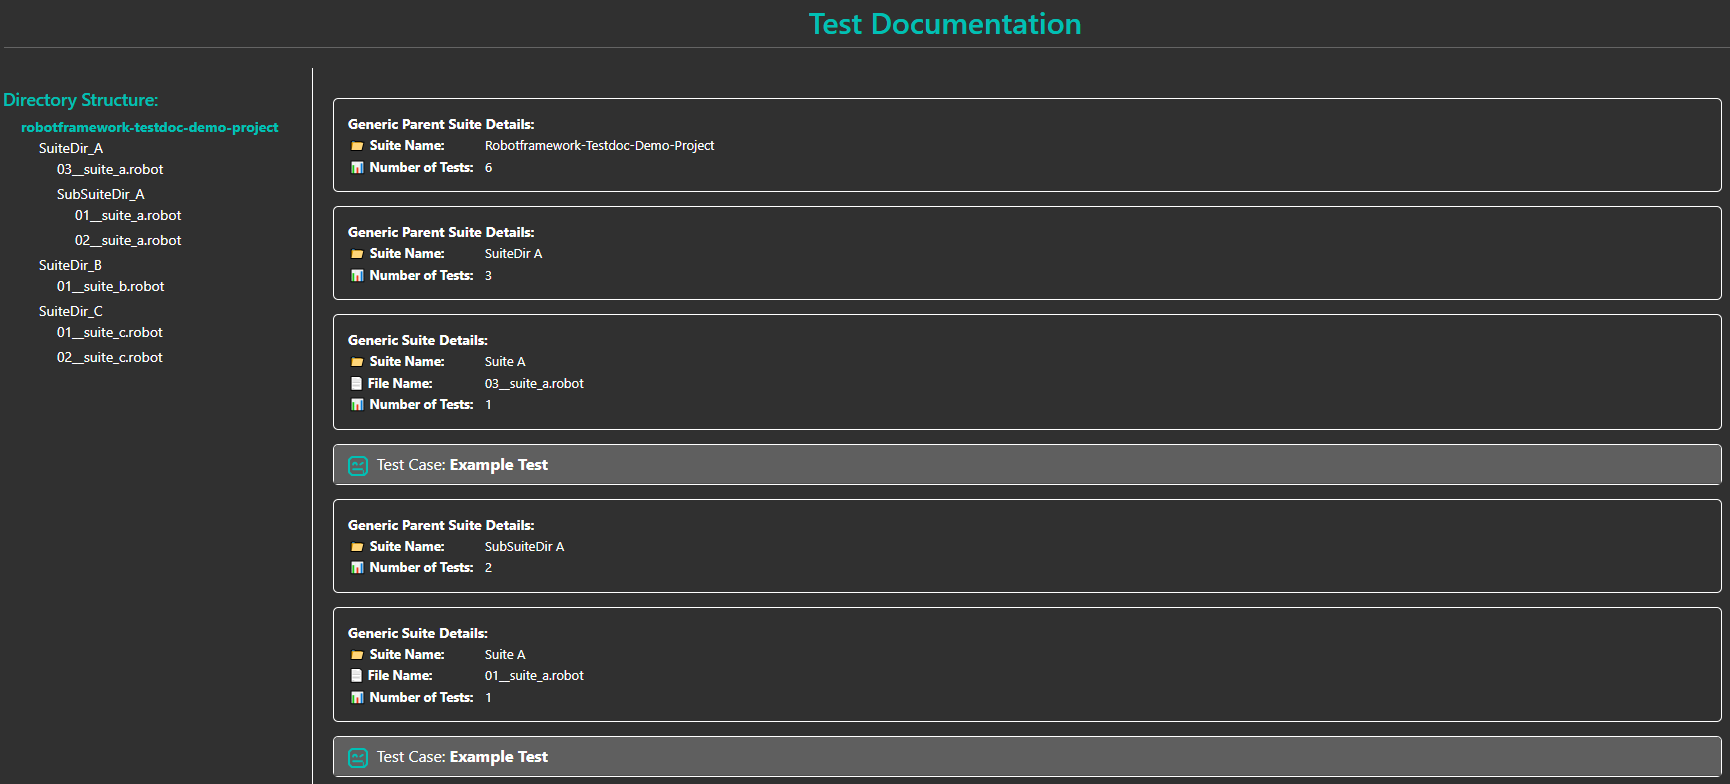 Test Documentation
Directory Structure:
robotframework-testdoc-demo-project
SuiteDir_A
03__suite_a.robot
SubSuiteDir_A
01__suite_a.robot
02__suite_a.robot
SuiteDir_B
01__suite_b.robot
SuiteDir_C
01__suite_c.robot
02__suite_c.robot
Generic Parent Suite Details:
Suite Name: Robotframework-Testdoc-Demo-Project
Number of Tests: 6
Generic Parent Suite Details:
Suite Name: SuiteDir A
Number of Tests: 3
Generic Suite Details:
Suite Name: Suite A
File Name: 03__suite_a.robot
Number of Tests: 1
Test Case: Example Test
Generic Parent Suite Details:
Suite Name: SubSuiteDir A
Number of Tests: 2
Generic Suite Details:
Suite Name: Suite A
File Name: 01__suite_a.robot
Number of Tests: 1
Test Case: Example Test